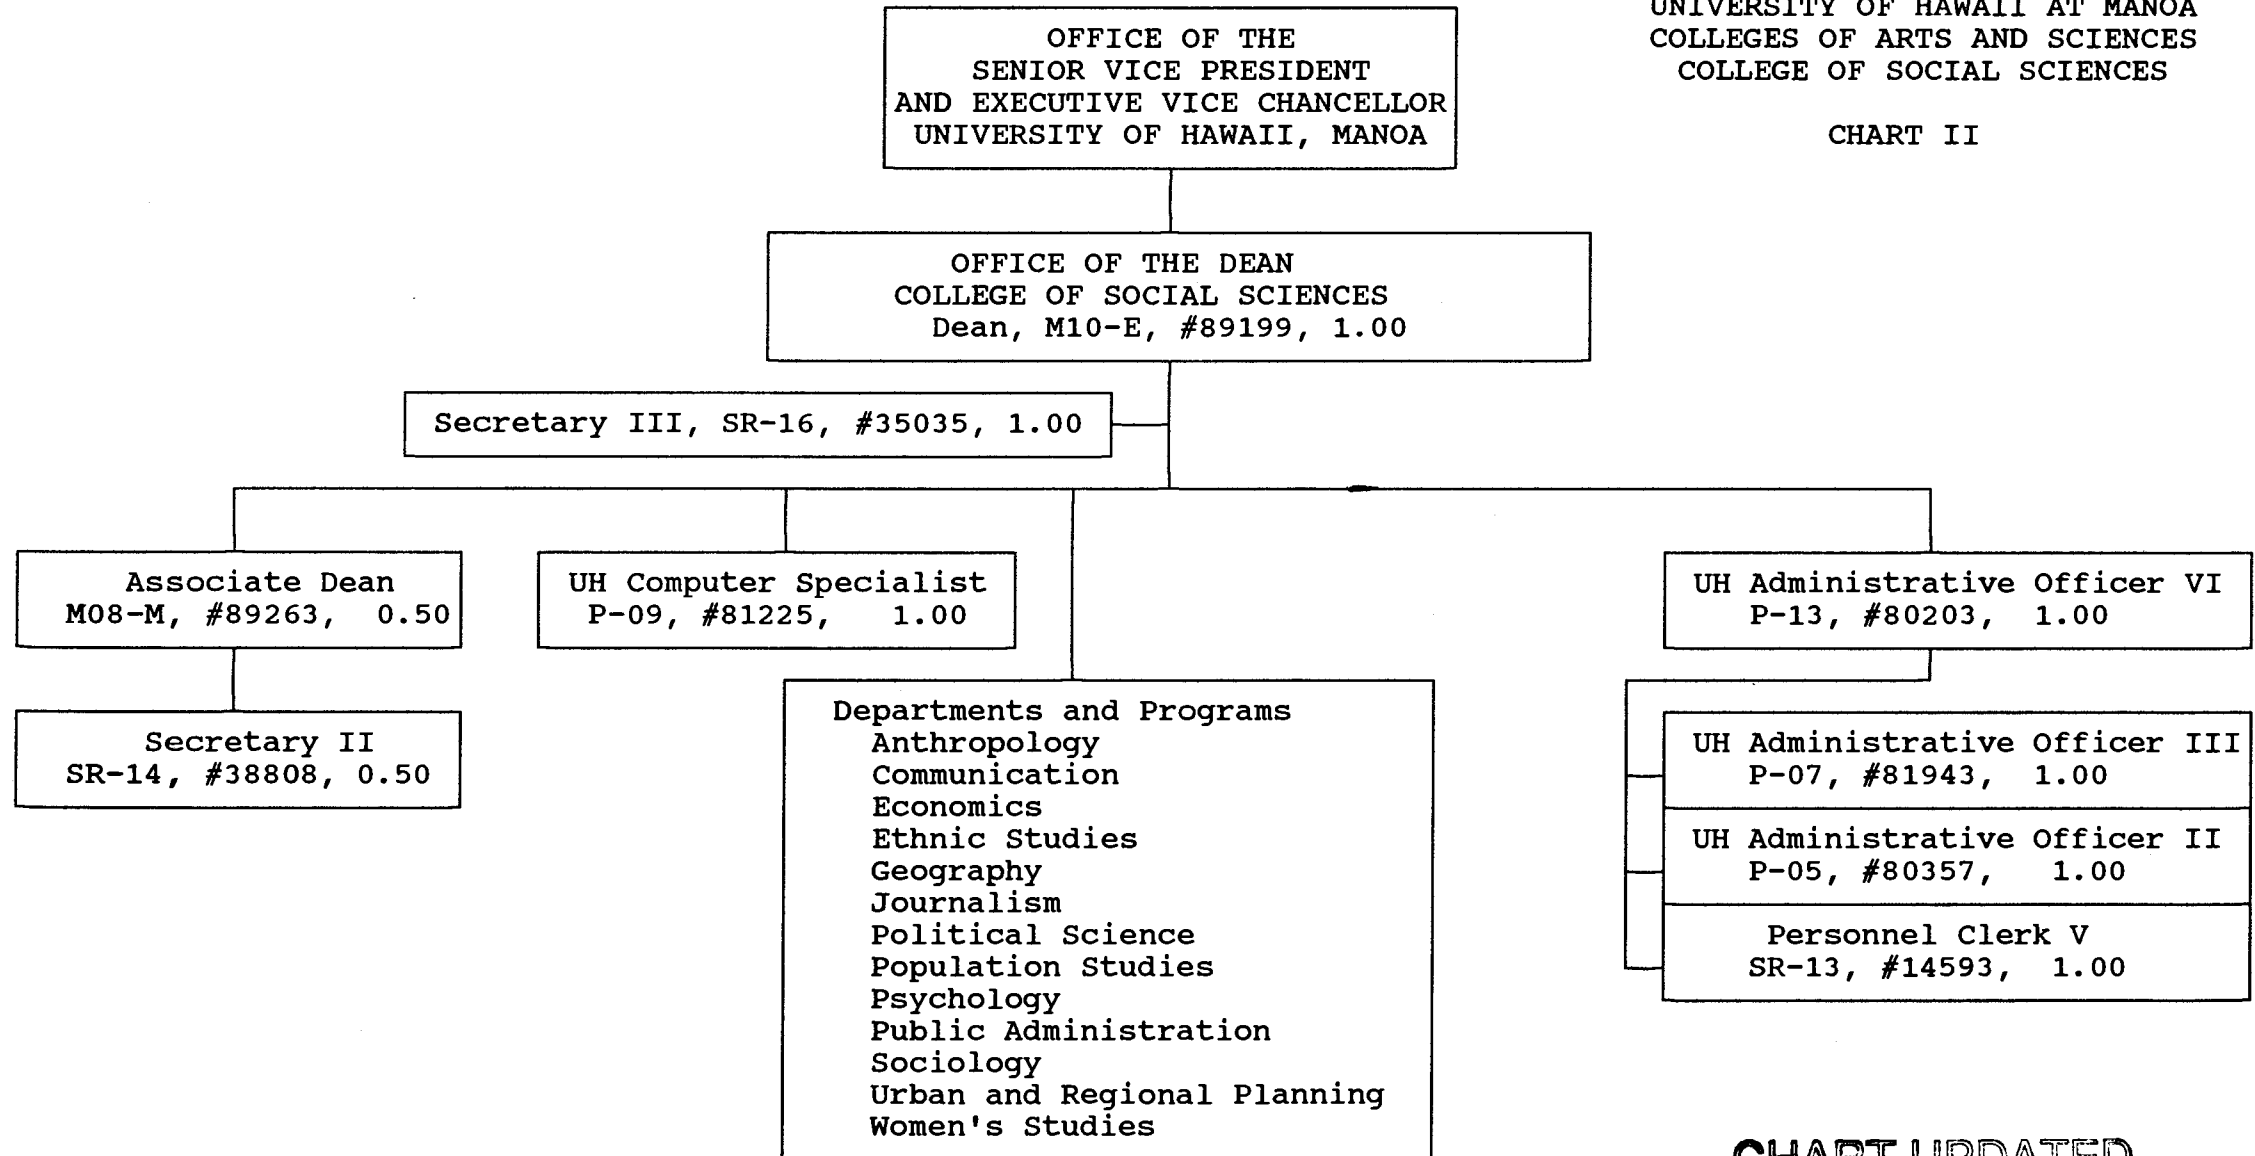 UNIVERSITY OF HAWAII AT MANOA
COLLEGES OF ARTS AND SCIENCES
COLLEGE OF SOCIAL SCIENCES
CHART II
OFFICE OF THE
SENIOR VICE PRESIDENT
AND EXECUTIVE VICE CHANCELLOR
UNIVERSITY OF HAWAII, MANOA
OFFICE OF THE DEAN
COLLEGE OF SOCIAL SCIENCES
Dean, M10-E, #89199, 1.00
Secretary III, SR-16, #35035, 1.00
Associate Dean
M08-M, #89263, 0.50
Secretary II
SR-14, #38808, 0.50
UH Computer Specialist
P-09, #81225, 1.00
Departments and Programs
Anthropology
Communication
Economics
Ethnic Studies
Geography
Journalism
Political Science
Population Studies
Psychology
Public Administration
Sociology
Urban and Regional Planning
Women's Studies
UH Administrative Officer VI
P-13, #80203, 1.00
UH Administrative Officer III
P-07, #81943, 1.00
UH Administrative Officer II
P-05, #80357, 1.00
Personnel Clerk V
SR-13, #14593, 1.00
CHART UPDATED